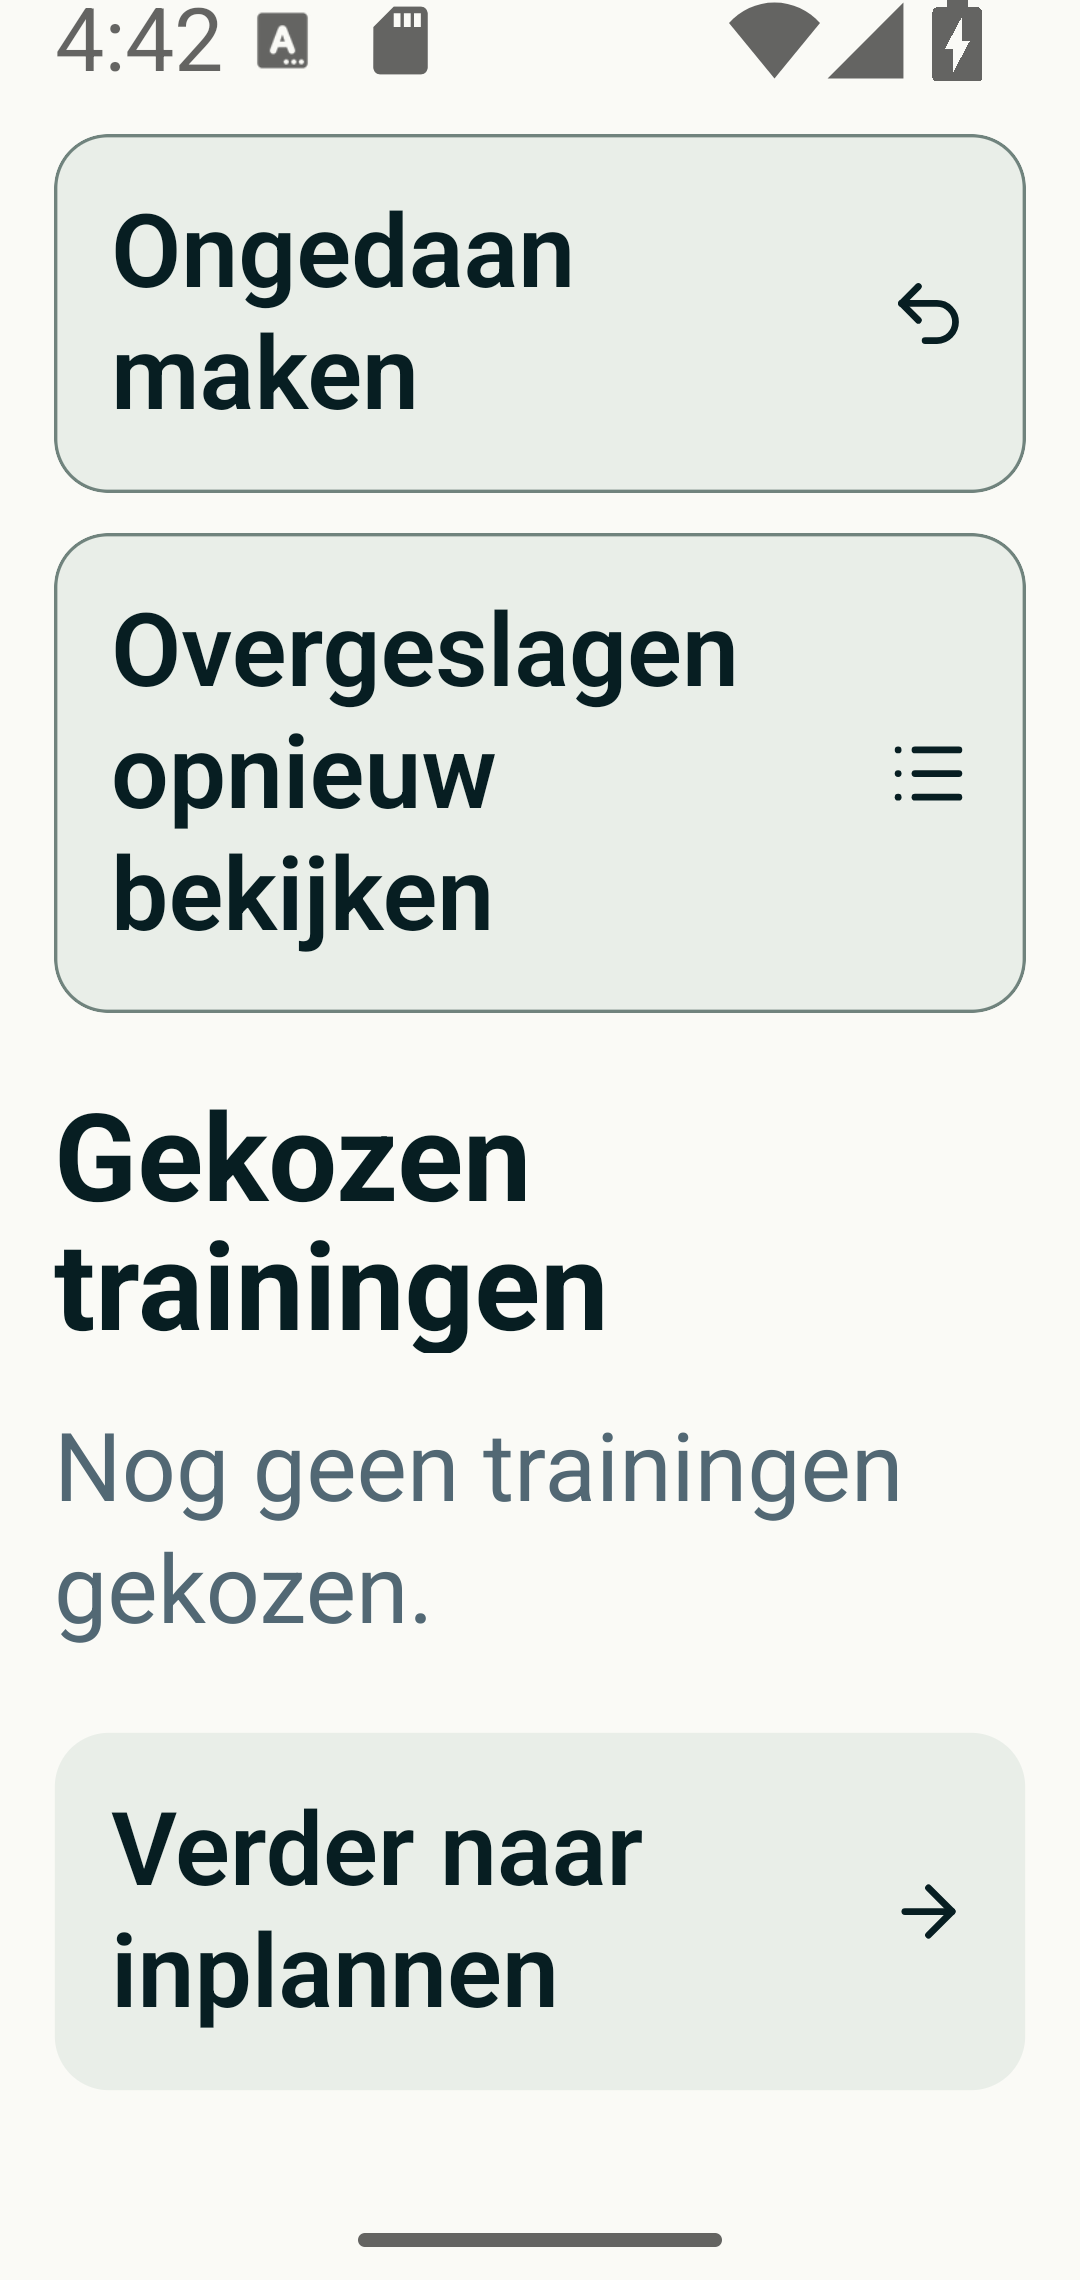 4:42
Ongedaan
maken
Overgeslagen
opnieuw
bekijken
Gekozen
trainingen
Nog geen trainingen
gekozen.
Verder naar
inplannen